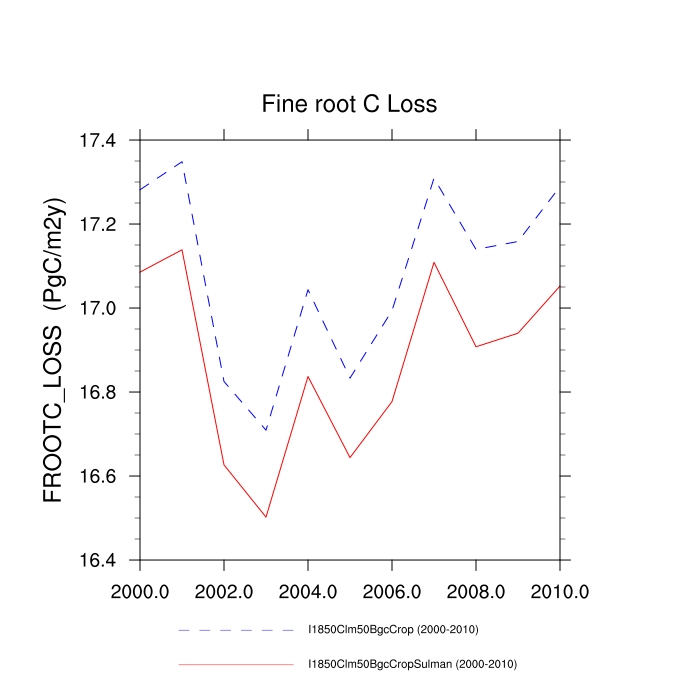 Fine root C Loss
FROOTC_LOSS (PgC/m2y)
17.4
17.2
17.0
16.8
16.6
16.4
2000.0 2002.0 2004.0 2006.0 2008.0 2010.0
I1850Clm50BgcCrop (2000-2010)
I1850Clm50BgcCropSulman (2000-2010)